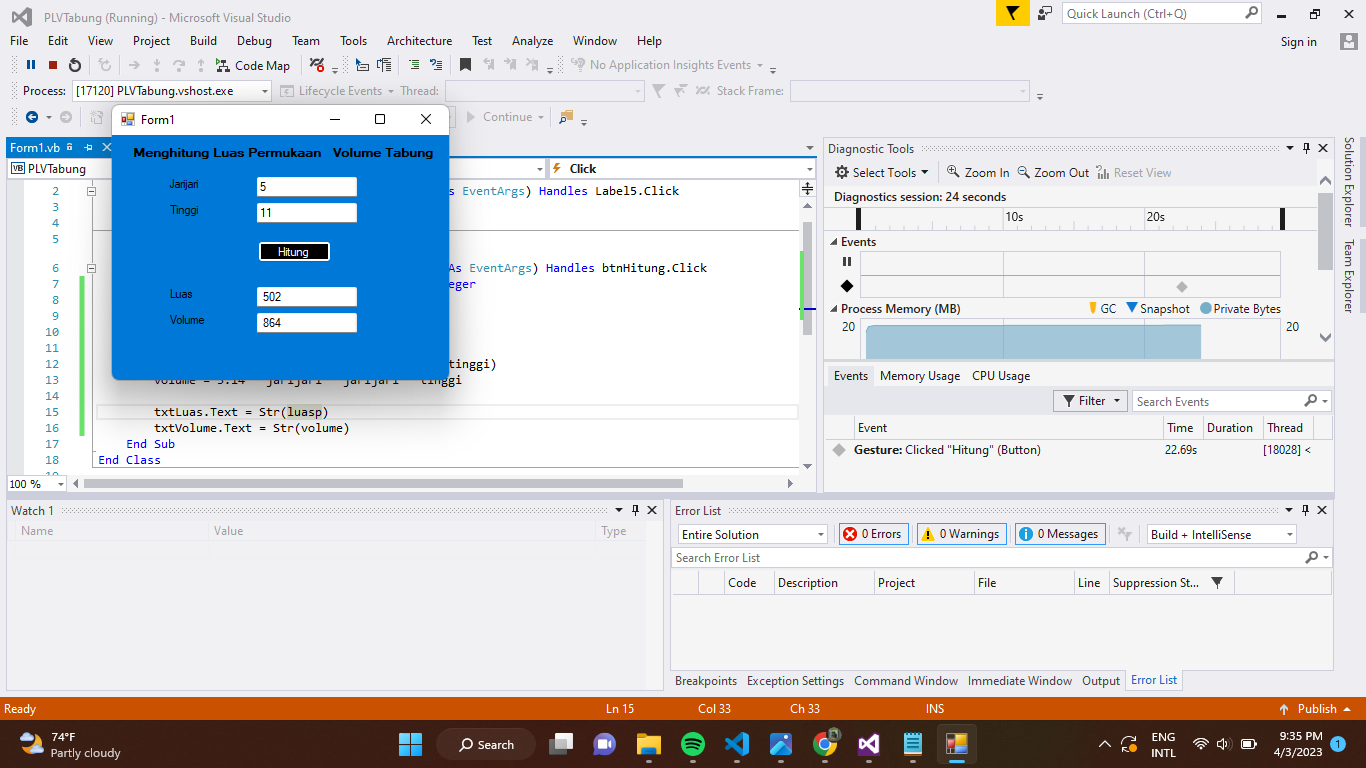 PLVTabung (Running) - Microsoft Visual Studio
Quick Launch (Ctrl+Q)
File Edit View Project Build Debug Team Tools Architecture Test Analyze Window Help
Sign in
Code Map
No Application Insights Events
Process: [17120] PLVTabung.vshost.exe
Lifecycle Events
Thread:
Stack Frame:
Continue
Form1
Menghitung Luas Permukaan Volume Tabung
Jarijari 5
Tinggi 11
Hitung
Luas 502
Volume 864
Form1.vb
VB PLVTabung
Click
2 s EventArgs) Handles Label5.Click
3
4
5
6 As EventArgs) Handles btnHitung.Click
7 eger
8
9
10
11
12 tinggi)
13
14
15 txtLuas.Text = Str(luasp)
16 txtVolume.Text = Str(volume)
17 End Sub
18 End Class
100 %
Diagnostic Tools
Select Tools Zoom In Zoom Out Reset View
Diagnostics session: 24 seconds
10s 20s
Events
Process Memory (MB)
GC Snapshot Private Bytes
20 20
Events Memory Usage CPU Usage
Filter Search Events
Event Time Duration Thread
Gesture: Clicked "Hitung" (Button) 22.69s [18028] <
Solution Explorer
Team Explorer
Watch 1
Name Value Type
Error List
Entire Solution 0 Errors 0 Warnings 0 Messages Build + IntelliSense
Search Error List
Code Description Project File Line Suppression St...
Breakpoints Exception Settings Command Window Immediate Window Output Error List
Ready Ln 15 Col 33 Ch 33 INS Publish
74°F
Partly cloudy
Search
ENG
INTL
9:35 PM
4/3/2023
1